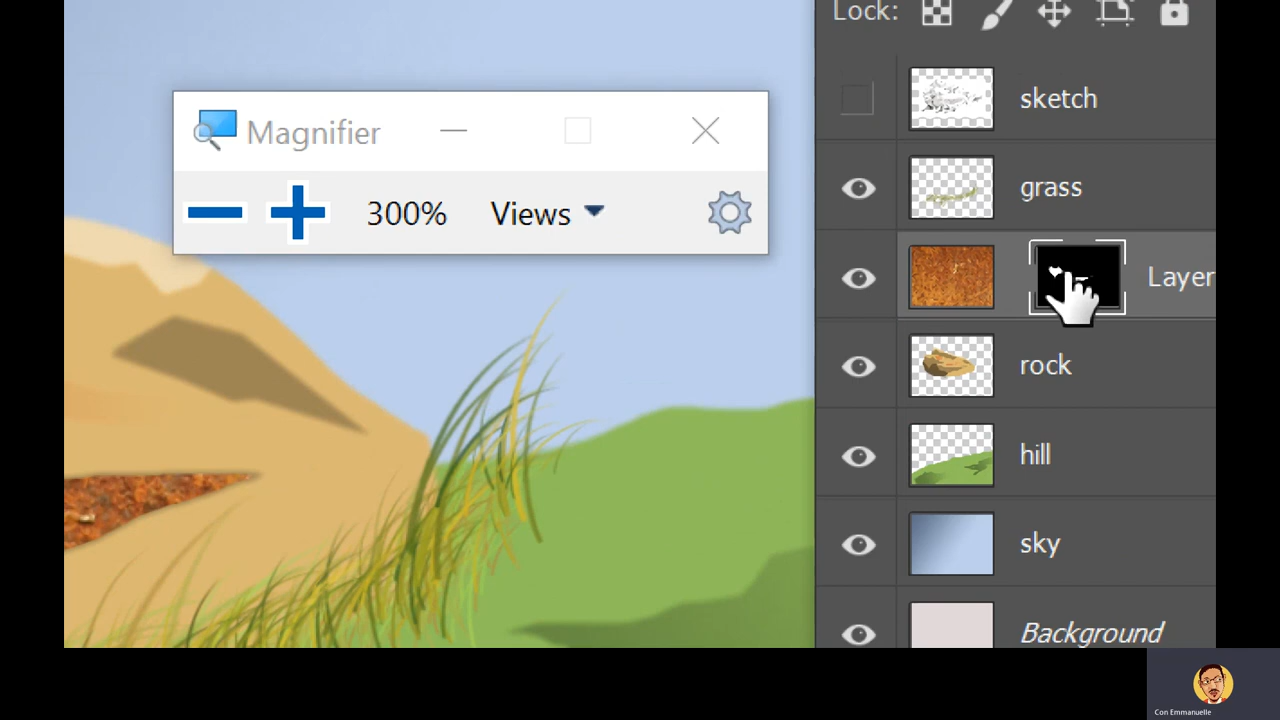 Lock:
Magnifier
300% Views
sketch
grass
Layer
rock
hill
sky
Background
Con Emmanuelle